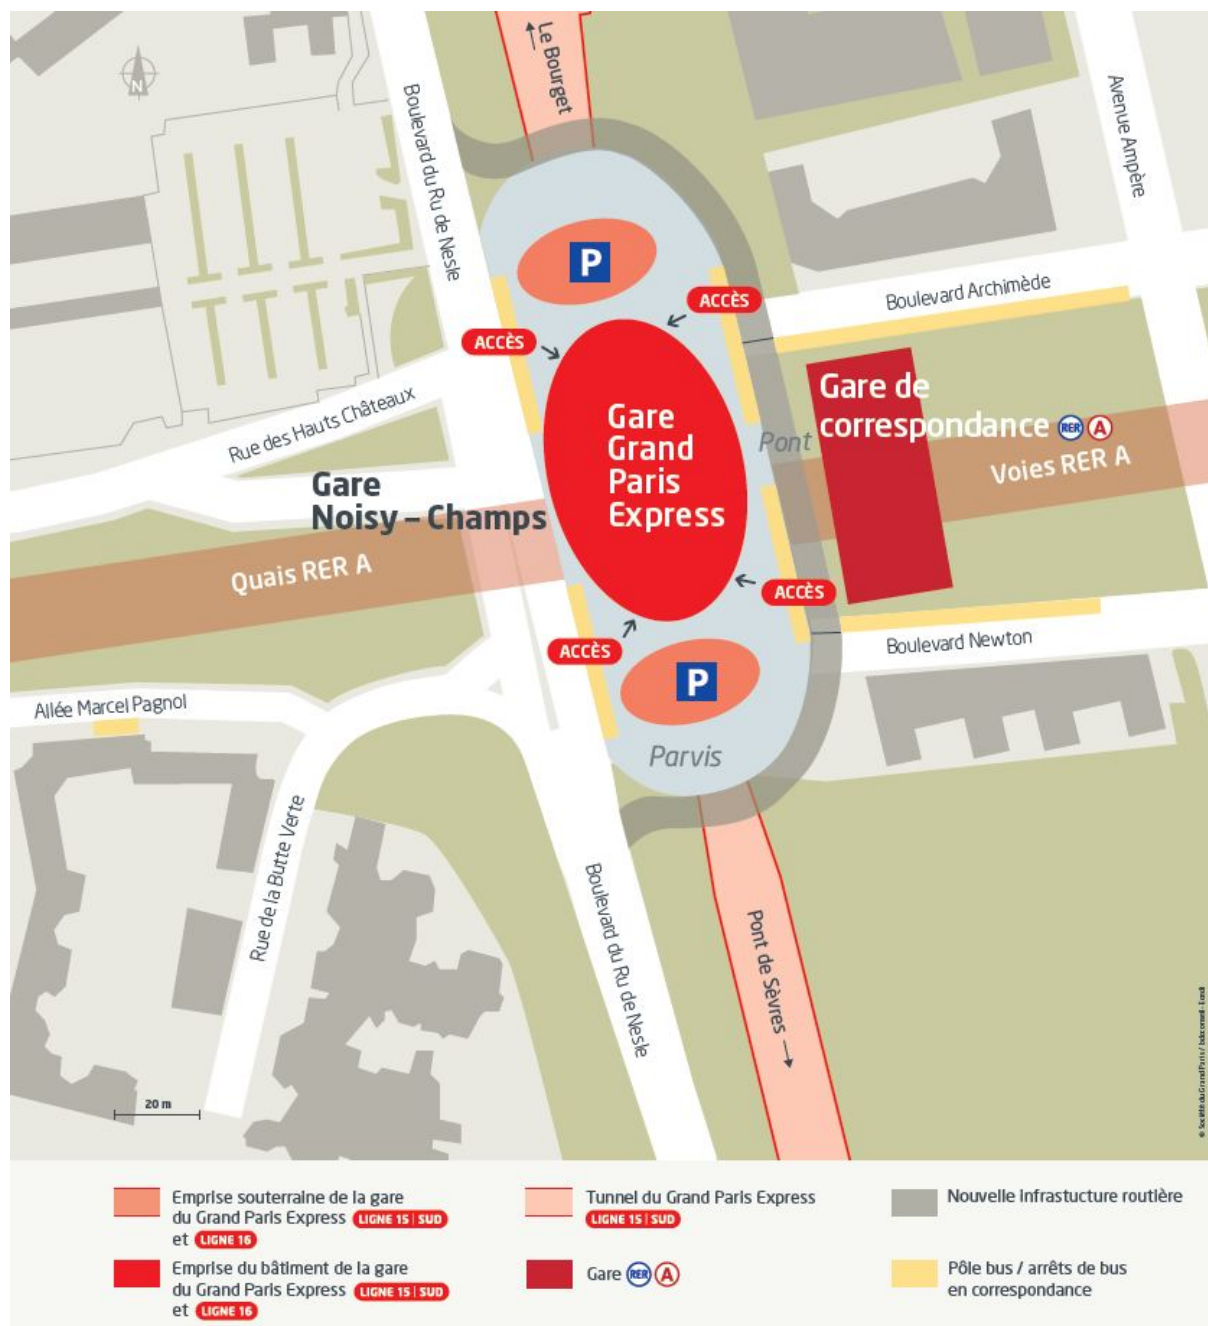 N
Le Bourget
Boulevard du Ru de Nesle
Avenue Ampère
P
ACCÈS
Boulevard Archimède
ACCÈS
Rue des Hauts Châteaux
Gare
Grand
Paris
Express
Pont
Gare de
correspondance RER A
Voies RER A
Gare
Noisy – Champs
Quais RER A
ACCÈS
ACCÈS
Boulevard Newton
P
Allée Marcel Pagnol
Parvis
Rue de la Butte Verte
Boulevard du Ru de Nesle
Pont de Sèvres
20 m
Emprise souterraine de la gare
du Grand Paris Express LIGNE 15 | SUD
et LIGNE 16
Emprise du bâtiment de la gare
du Grand Paris Express LIGNE 15 | SUD
et LIGNE 16
Tunnel du Grand Paris Express
LIGNE 15 | SUD
Gare RER A
Nouvelle infrastucture routière
Pôle bus / arrêts de bus
en correspondance